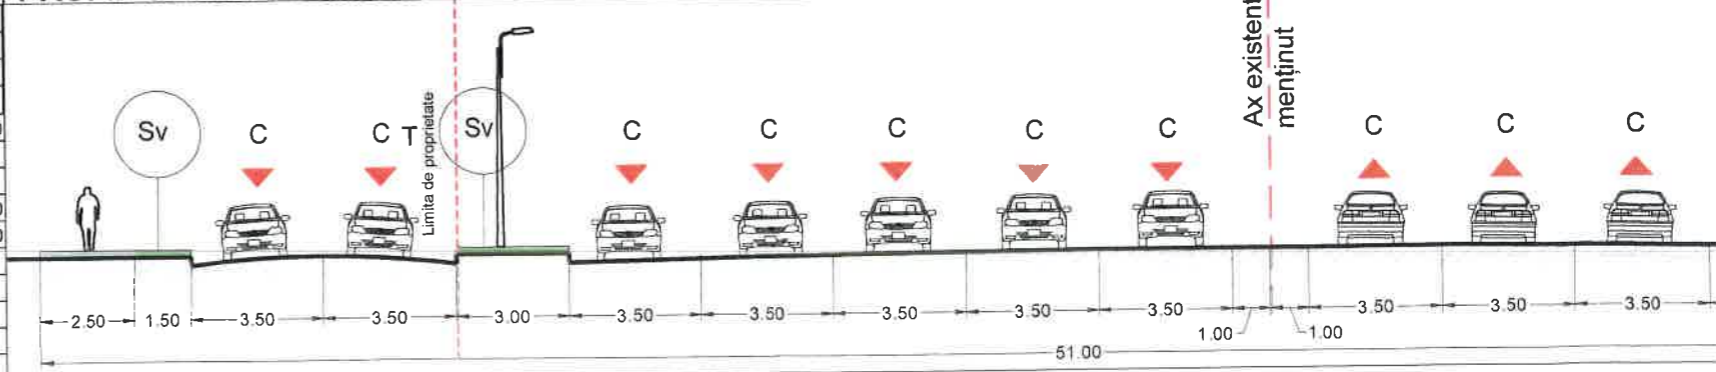 Ax existent
menținut
Limita de proprietate
Sv C C T Sv C C C C C C C C
2.50 1.50 3.50 3.50 3.00 3.50 3.50 3.50 3.50 3.50 3.50 3.50 3.50
1.00 1.00
51.00